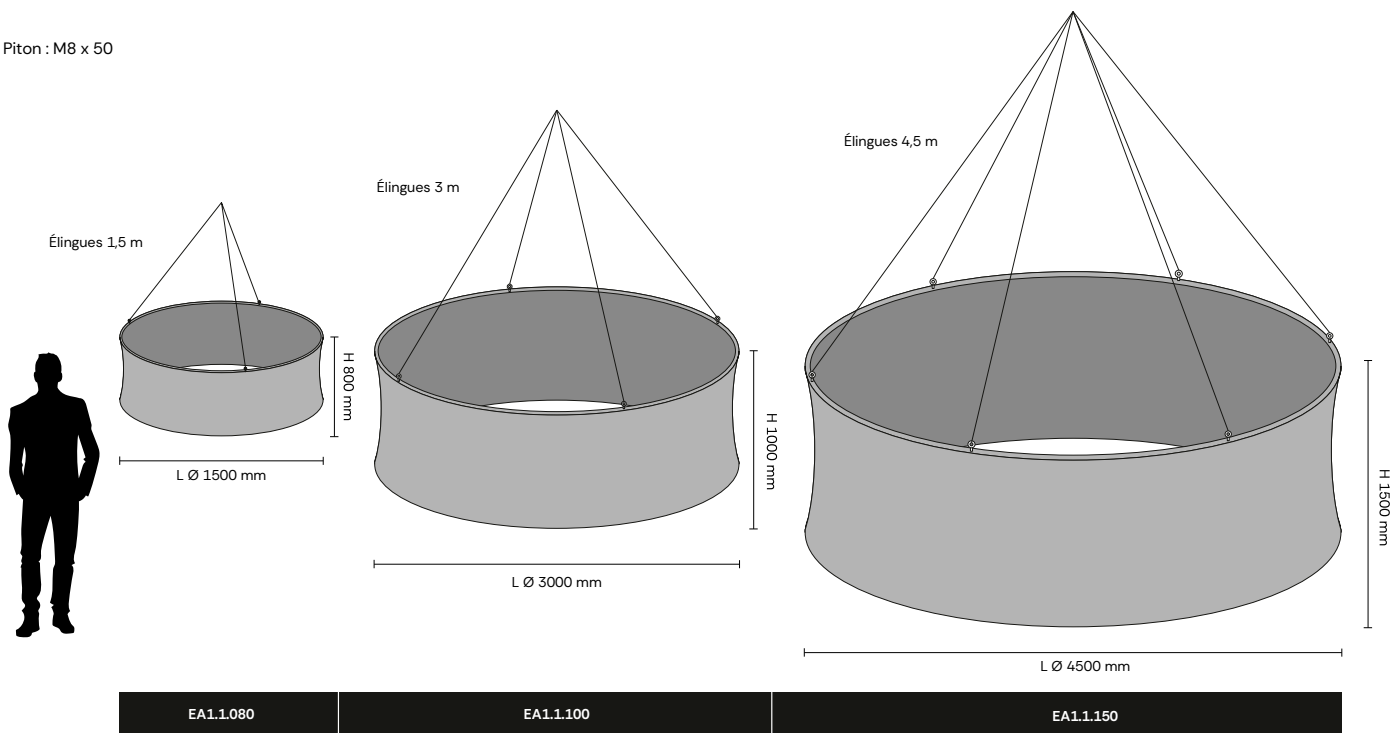 Piton : M8 x 50
Élingues 1,5 m
H 800 mm
L Ø 1500 mm
Élingues 3 m
H 1000 mm
L Ø 3000 mm
Élingues 4,5 m
H 1500 mm
L Ø 4500 mm
EA1.1.080
EA1.1.100
EA1.1.150